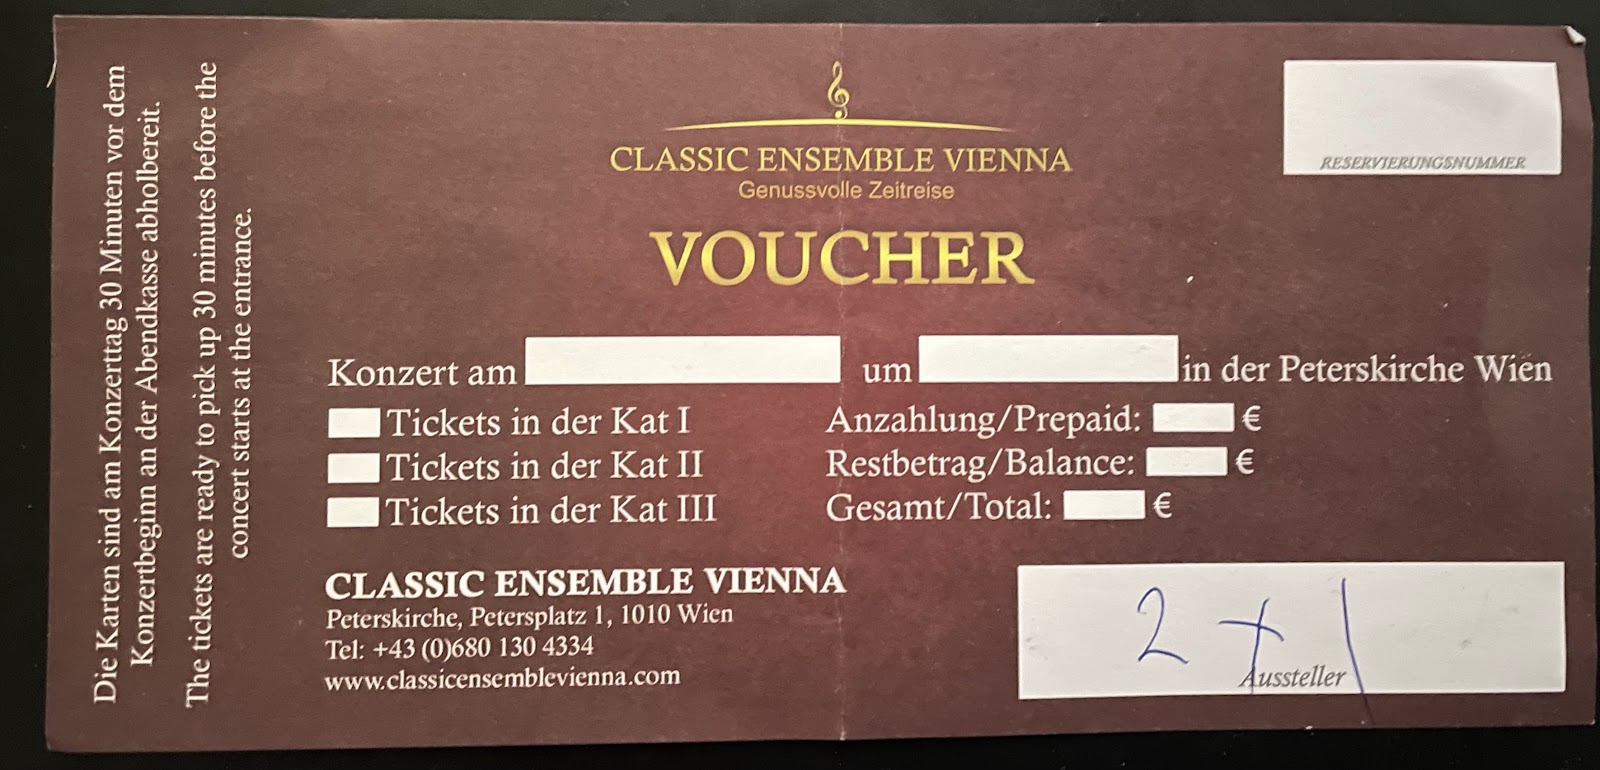 Die Karten sind am Konzerttag 30 Minuten vor dem
Konzertbeginn an der Abendkasse abholbereit.
The tickets are ready to pick up 30 minutes before the
concert starts at the entrance.
CLASSIC ENSEMBLE VIENNA
Genussvolle Zeitreise
VOUCHER
RESERVIERUNGSNUMMER
Konzert am um in der Peterskirche Wien
Tickets in der Kat I
Tickets in der Kat II
Tickets in der Kat III
Anzahlung/Prepaid: €
Restbetrag/Balance: €
Gesamt/Total: €
CLASSIC ENSEMBLE VIENNA
Peterskirche, Petersplatz 1, 1010 Wien
Tel: +43 (0)680 130 4334
www.classicensemblevienna.com
2 + 1
Aussteller